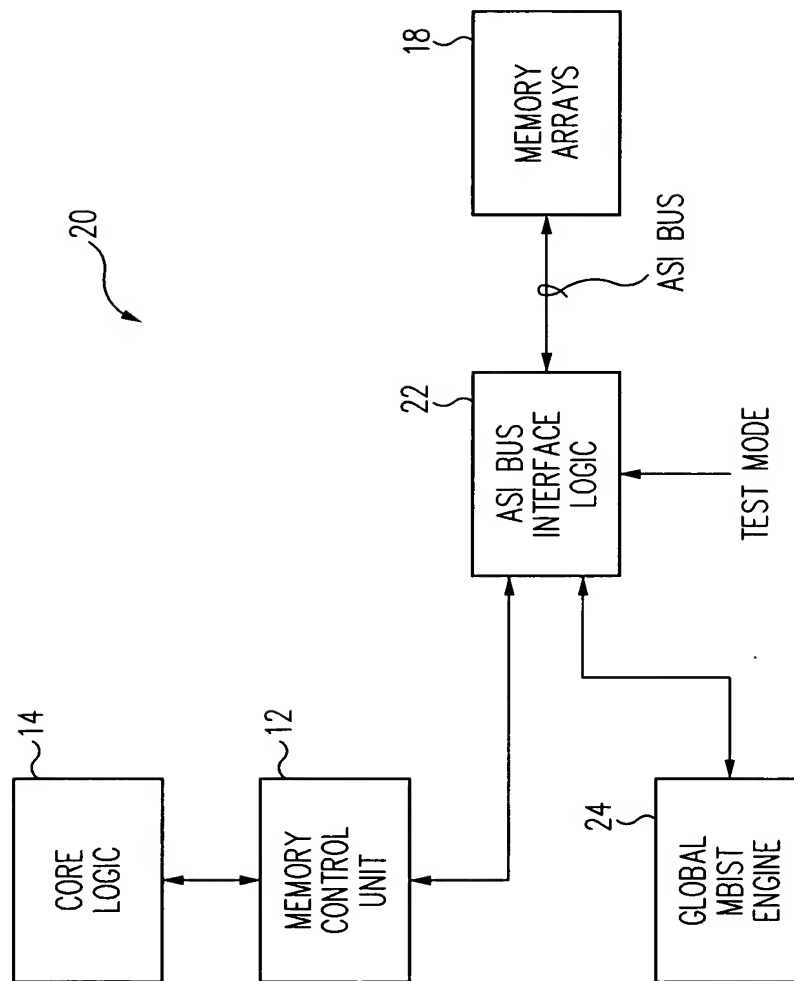 20
14
CORE
LOGIC
12
MEMORY
CONTROL
UNIT
24
GLOBAL
MBIST
ENGINE
22
ASI BUS
INTERFACE
LOGIC
TEST MODE
ASI BUS
18
MEMORY
ARRAYS